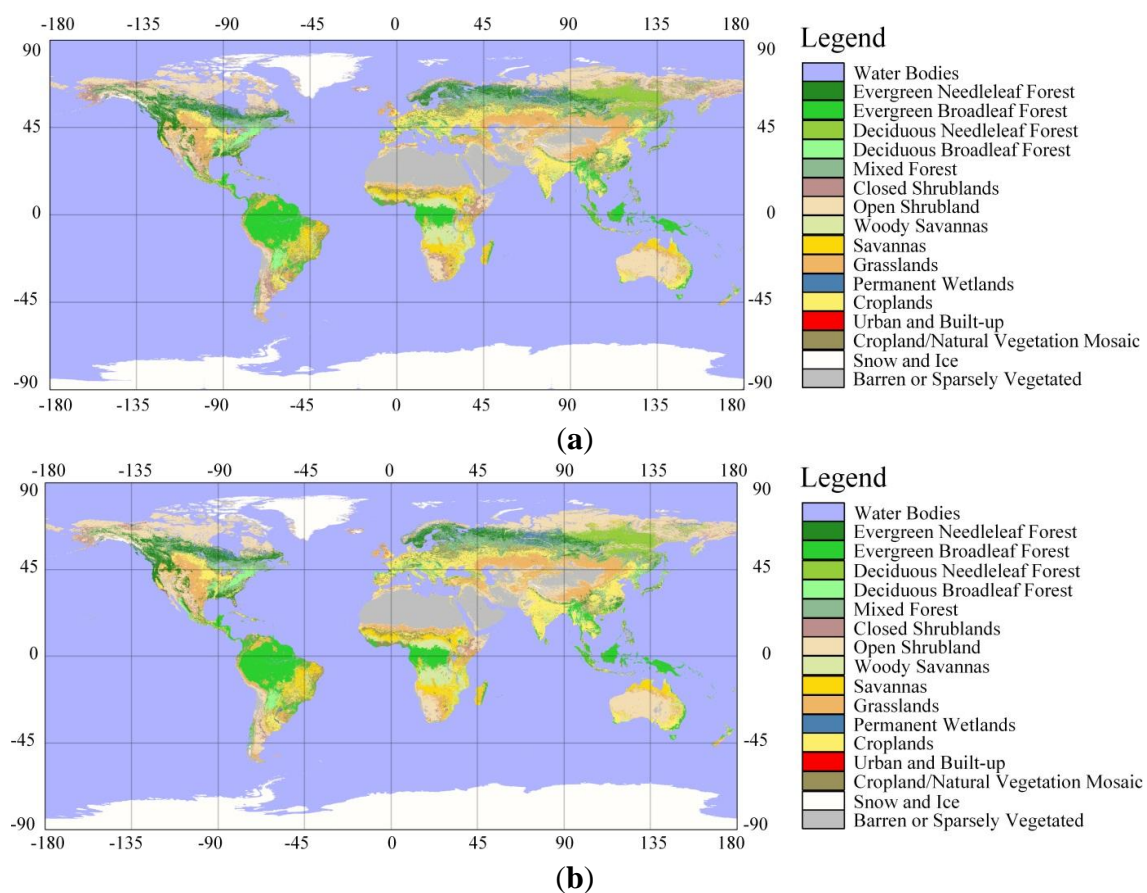 -180 -135 -90 -45 0 45 90 135 180
90 90
45 45
0 0
-45 -45
-90 -90
-180 -135 -90 -45 0 45 90 135 180
Legend
Water Bodies
Evergreen Needleleaf Forest
Evergreen Broadleaf Forest
Deciduous Needleleaf Forest
Deciduous Broadleaf Forest
Mixed Forest
Closed Shrublands
Open Shrubland
Woody Savannas
Savannas
Grasslands
Permanent Wetlands
Croplands
Urban and Built-up
Cropland/Natural Vegetation Mosaic
Snow and Ice
Barren or Sparsely Vegetated
(a)
-180 -135 -90 -45 0 45 90 135 180
90 90
45 45
0 0
-45 -45
-90 -90
-180 -135 -90 -45 0 45 90 135 180
Legend
Water Bodies
Evergreen Needleleaf Forest
Evergreen Broadleaf Forest
Deciduous Needleleaf Forest
Deciduous Broadleaf Forest
Mixed Forest
Closed Shrublands
Open Shrubland
Woody Savannas
Savannas
Grasslands
Permanent Wetlands
Croplands
Urban and Built-up
Cropland/Natural Vegetation Mosaic
Snow and Ice
Barren or Sparsely Vegetated
(b)